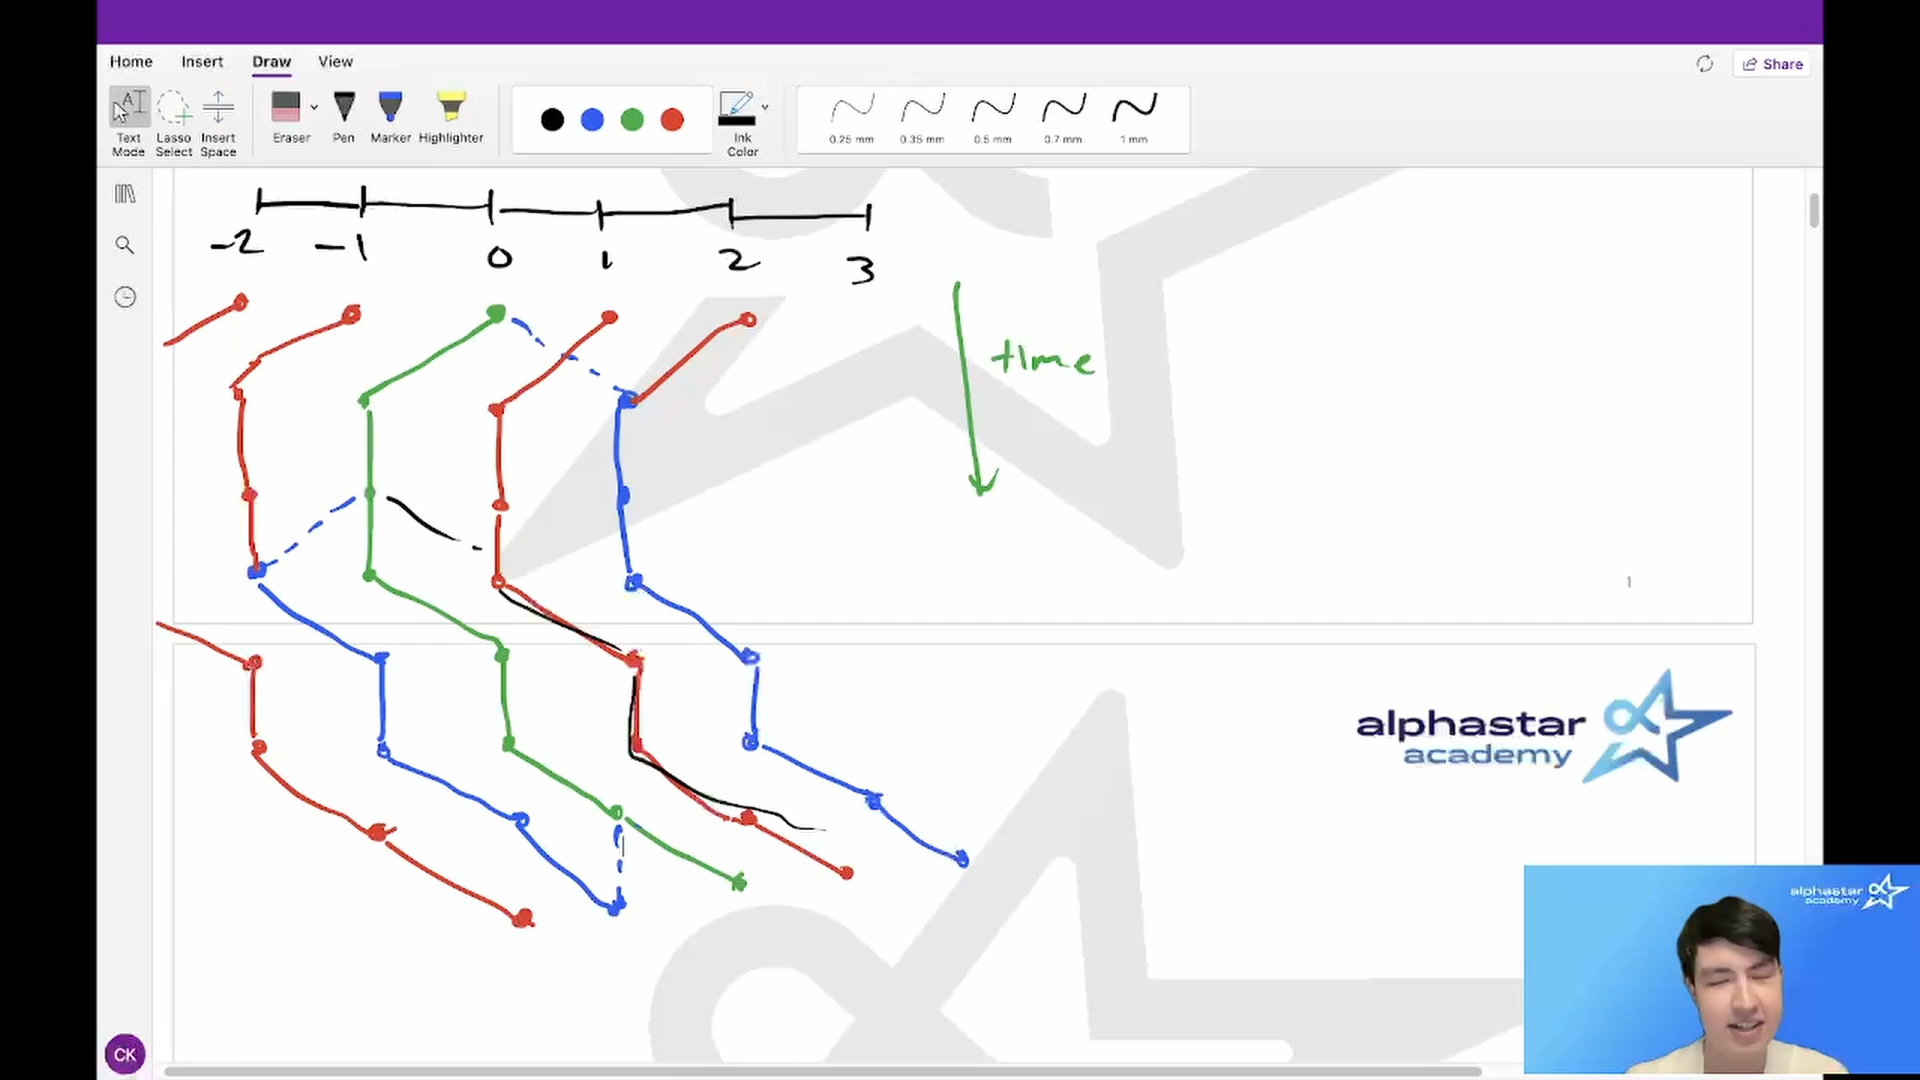 Home Insert Draw View
Share
Text Mode
Lasso Select
Insert Space
Eraser
Pen
Marker
Highlighter
Ink Color
0.25 mm
0.35 mm
0.5 mm
0.7 mm
1 mm
-2 -1 0 1 2 3
time
1
alphastar
academy
alphastar
academy
CK